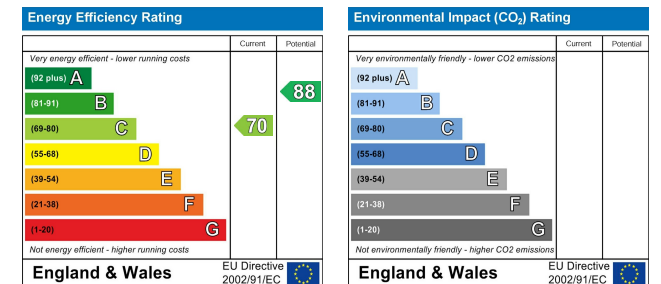 Energy Efficiency Rating
Current Potential
Very energy efficient - lower running costs
(92 plus) A
(81-91) B
(69-80) C
(55-68) D
(39-54) E
(21-38) F
(1-20) G
88
70
Not energy efficient - higher running costs
England & Wales
EU Directive
2002/91/EC
Environmental Impact (CO₂) Rating
Current Potential
Very environmentally friendly - lower CO2 emissions
(92 plus) A
(81-91) B
(69-80) C
(55-68) D
(39-54) E
(21-38) F
(1-20) G
Not environmentally friendly - higher CO2 emissions
England & Wales
EU Directive
2002/91/EC